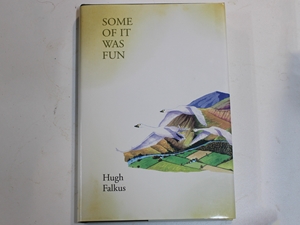 SOME
OF IT
WAS
FUN
Hugh
Falkus